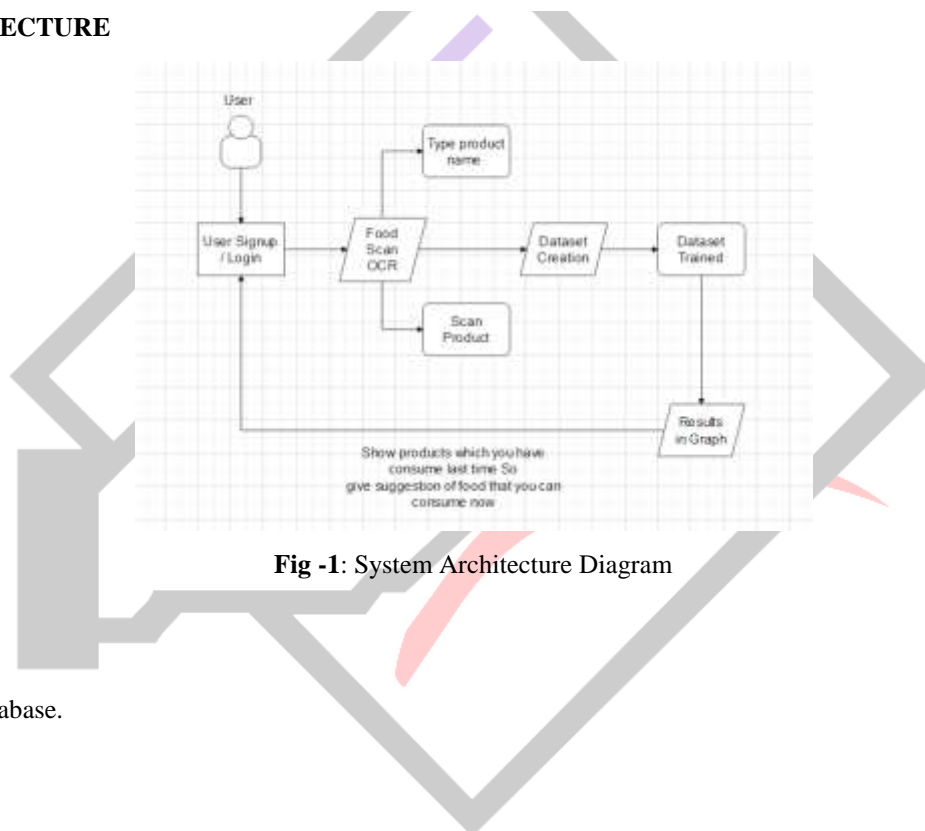 ECTURE
User
Type product
name
User Signup
/ Login
Food
Scan
OCR
Dataset
Creation
Dataset
Trained
Scan
Product
Results
in Graph
Show products which you have
consume last time So
give suggestion of food that you can
consume now
Fig -1: System Architecture Diagram
abase.